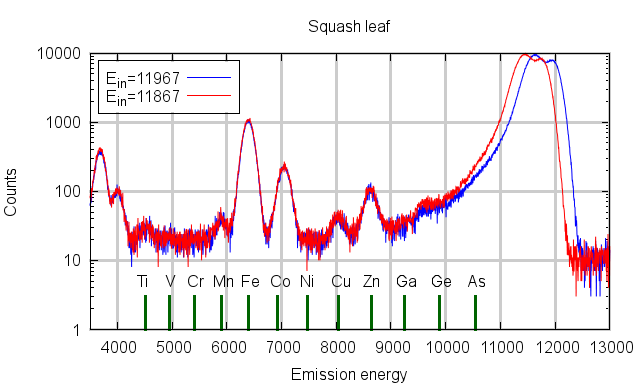 Squash leaf
10000
1000
100
10
1
Counts
E_in=11967
E_in=11867
Ti V Cr Mn Fe Co Ni Cu Zn Ga Ge As
4000 5000 6000 7000 8000 9000 10000 11000 12000 13000
Emission energy